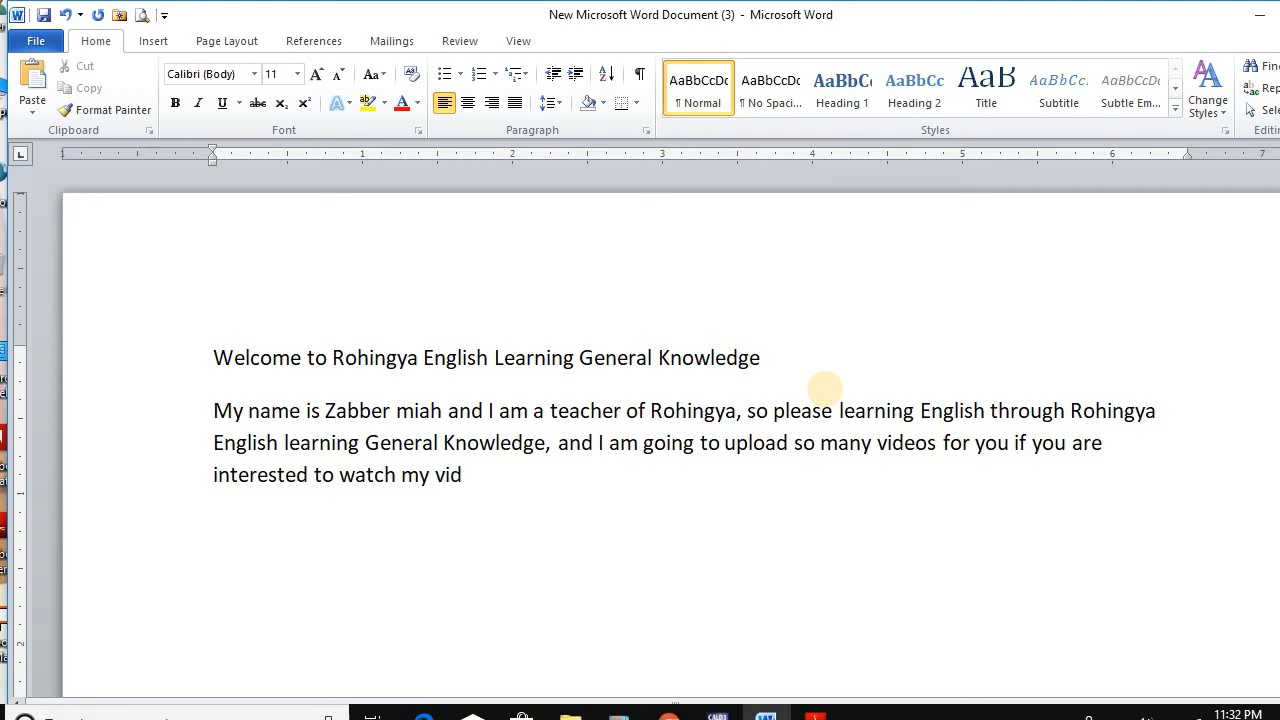 New Microsoft Word Document (3) - Microsoft Word
File Home Insert Page Layout References Mailings Review View
Cut
Copy
Format Painter
Paste
Calibri (Body) 11
AaBbCcDc AaBbCcDc AaBbC AaBbCc AaB AaBbCc. AaBbCcDc
¶ Normal ¶ No Spaci... Heading 1 Heading 2 Title Subtitle Subtle Em...
Change Styles
Clipboard Font Paragraph Styles
Welcome to Rohingya English Learning General Knowledge
My name is Zabber miah and I am a teacher of Rohingya, so please learning English through Rohingya
English learning General Knowledge, and I am going to upload so many videos for you if you are
interested to watch my vid
11:32 PM